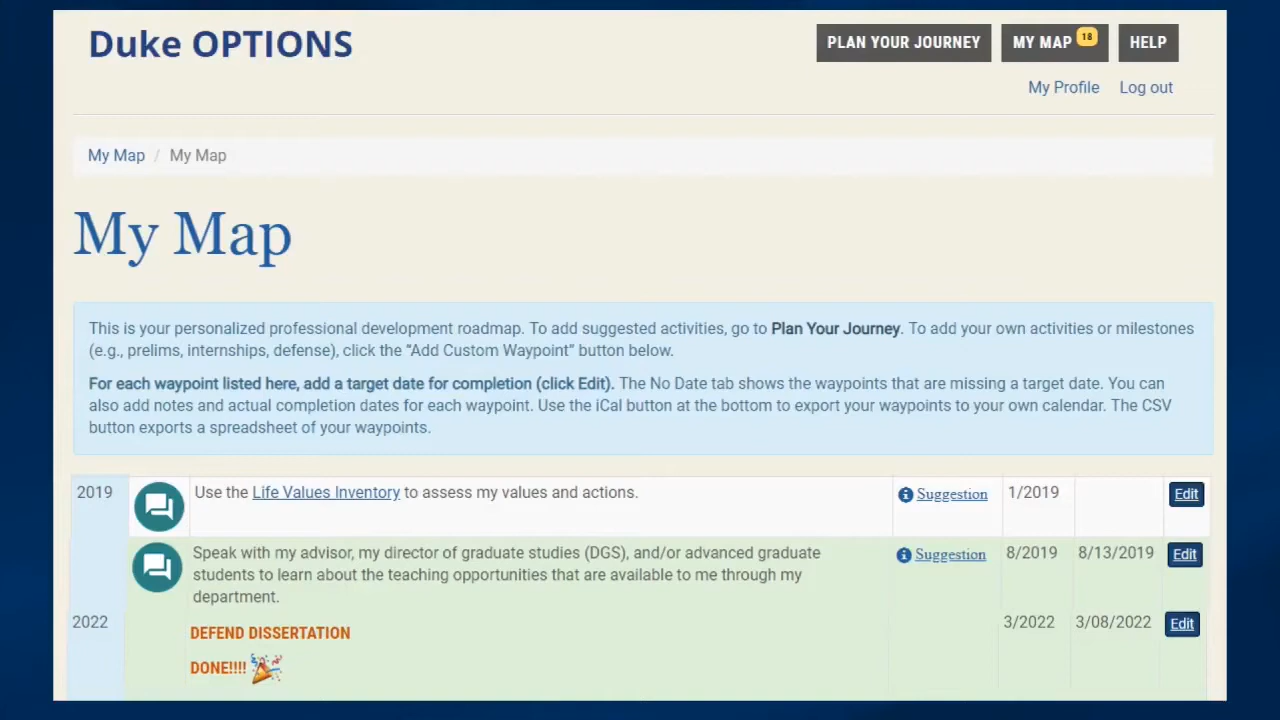 Duke OPTIONS
PLAN YOUR JOURNEY
MY MAP 18
HELP
My Profile
Log out
My Map / My Map
My Map
This is your personalized professional development roadmap. To add suggested activities, go to Plan Your Journey. To add your own activities or milestones
(e.g., prelims, internships, defense), click the “Add Custom Waypoint” button below.
For each waypoint listed here, add a target date for completion (click Edit). The No Date tab shows the waypoints that are missing a target date. You can
also add notes and actual completion dates for each waypoint. Use the iCal button at the bottom to export your waypoints to your own calendar. The CSV
button exports a spreadsheet of your waypoints.
2019 Use the Life Values Inventory to assess my values and actions. Suggestion 1/2019 Edit
Speak with my advisor, my director of graduate studies (DGS), and/or advanced graduate Suggestion 8/2019 8/13/2019 Edit
students to learn about the teaching opportunities that are available to me through my
department.
2022 DEFEND DISSERTATION 3/2022 3/08/2022 Edit
DONE!!!!